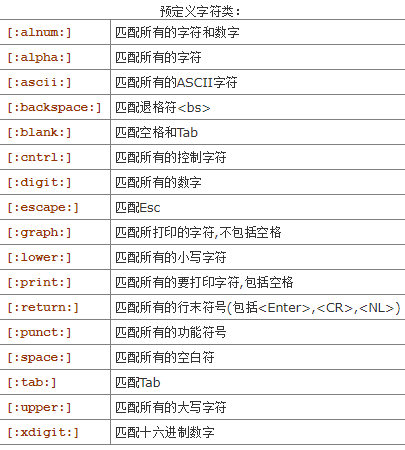 预定义字符类:
[:alnum:] 匹配所有的字符和数字
[:alpha:] 匹配所有的字符
[:ascii:] 匹配所有的ASCII字符
[:backspace:] 匹配退格符<bs>
[:blank:] 匹配空格和Tab
[:cntrl:] 匹配所有的控制字符
[:digit:] 匹配所有的数字
[:escape:] 匹配Esc
[:graph:] 匹配所打印的字符,不包括空格
[:lower:] 匹配所有的小写字符
[:print:] 匹配所有的要打印字符,包括空格
[:return:] 匹配所有的行末符号(包括<Enter>,<CR>,<NL>)
[:punct:] 匹配所有的功能符号
[:space:] 匹配所有的空白符
[:tab:] 匹配Tab
[:upper:] 匹配所有的大写字符
[:xdigit:] 匹配十六进制数字